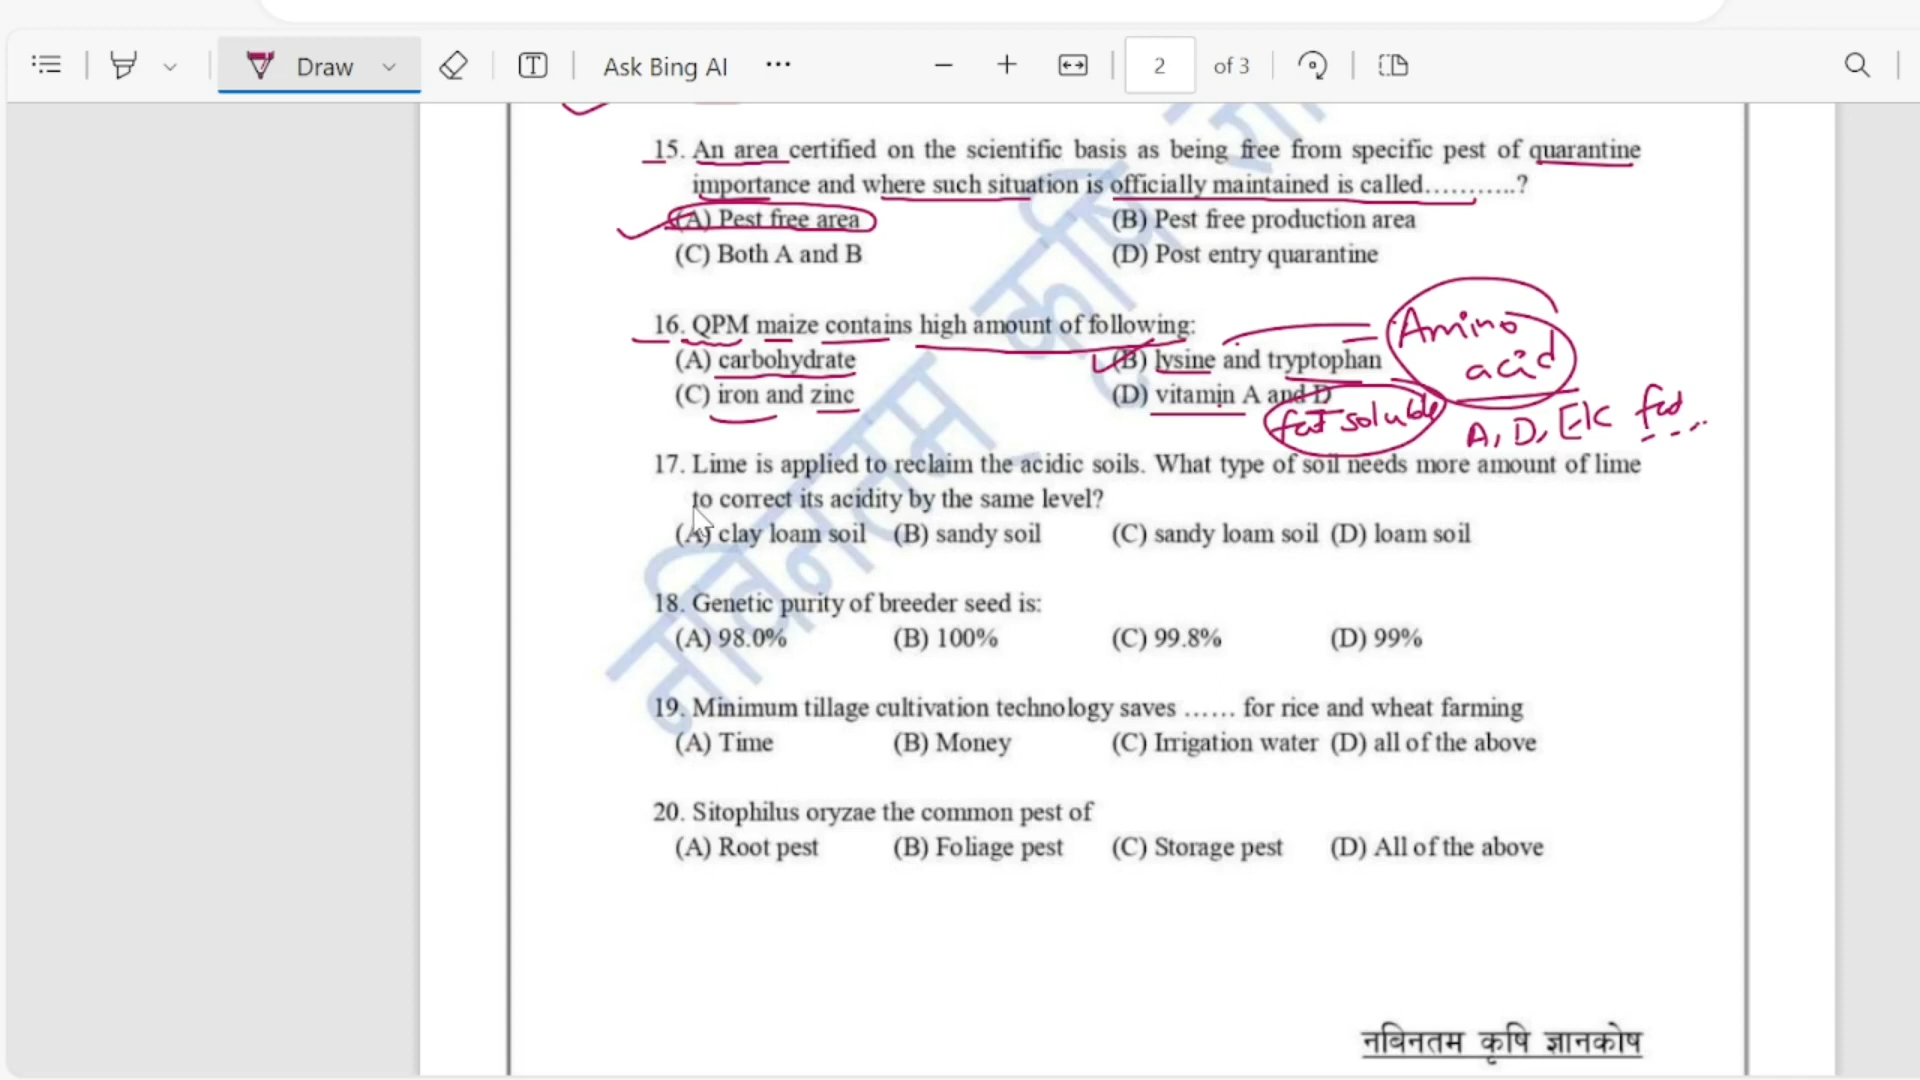 Draw
Ask Bing AI
2 of 3
15. An area certified on the scientific basis as being free from specific pest of quarantine
importance and where such situation is officially maintained is called………..?
(A) Pest free area (B) Pest free production area
(C) Both A and B (D) Post entry quarantine
16. QPM maize contains high amount of following:
Amino
acid
(A) carbohydrate (B) lysine and tryptophan
(C) iron and zinc (D) vitamin A and D
fat soluble A, D, E K
17. Lime is applied to reclaim the acidic soils. What type of soil needs more amount of lime
to correct its acidity by the same level?
(A) clay loam soil (B) sandy soil (C) sandy loam soil (D) loam soil
18. Genetic purity of breeder seed is:
(A) 98.0% (B) 100% (C) 99.8% (D) 99%
19. Minimum tillage cultivation technology saves …… for rice and wheat farming
(A) Time (B) Money (C) Irrigation water (D) all of the above
20. Sitophilus oryzae the common pest of
(A) Root pest (B) Foliage pest (C) Storage pest (D) All of the above
नबिनतम कृषि
नबिनतम कृषि ज्ञानकोष